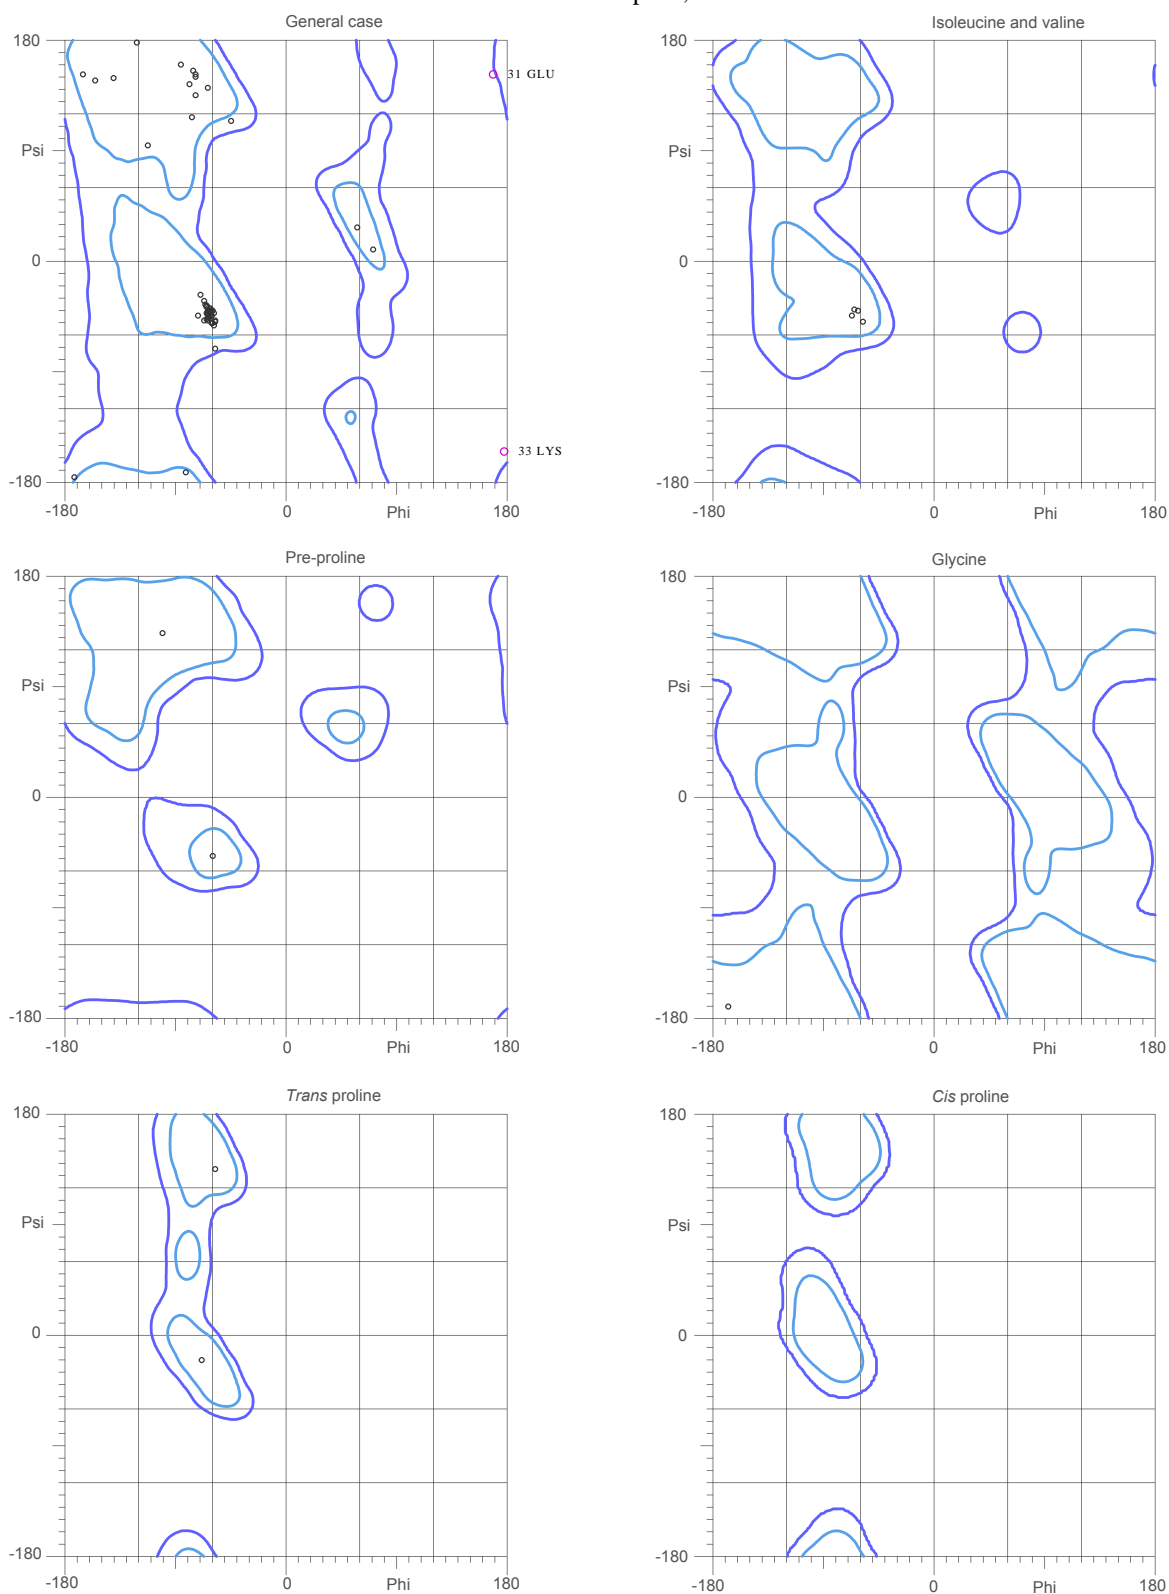 General case
Isoleucine and valine
180
31 GLU
Psi
0
33 LYS
-180
-180
0
Phi
180
180
Psi
0
-180
-180
0
Phi
180
Pre-proline
Glycine
180
Psi
0
-180
-180
0
Phi
180
180
Psi
0
-180
-180
0
Phi
180
Trans proline
Cis proline
180
Psi
0
-180
-180
0
Phi
180
180
Psi
0
-180
-180
0
Phi
180